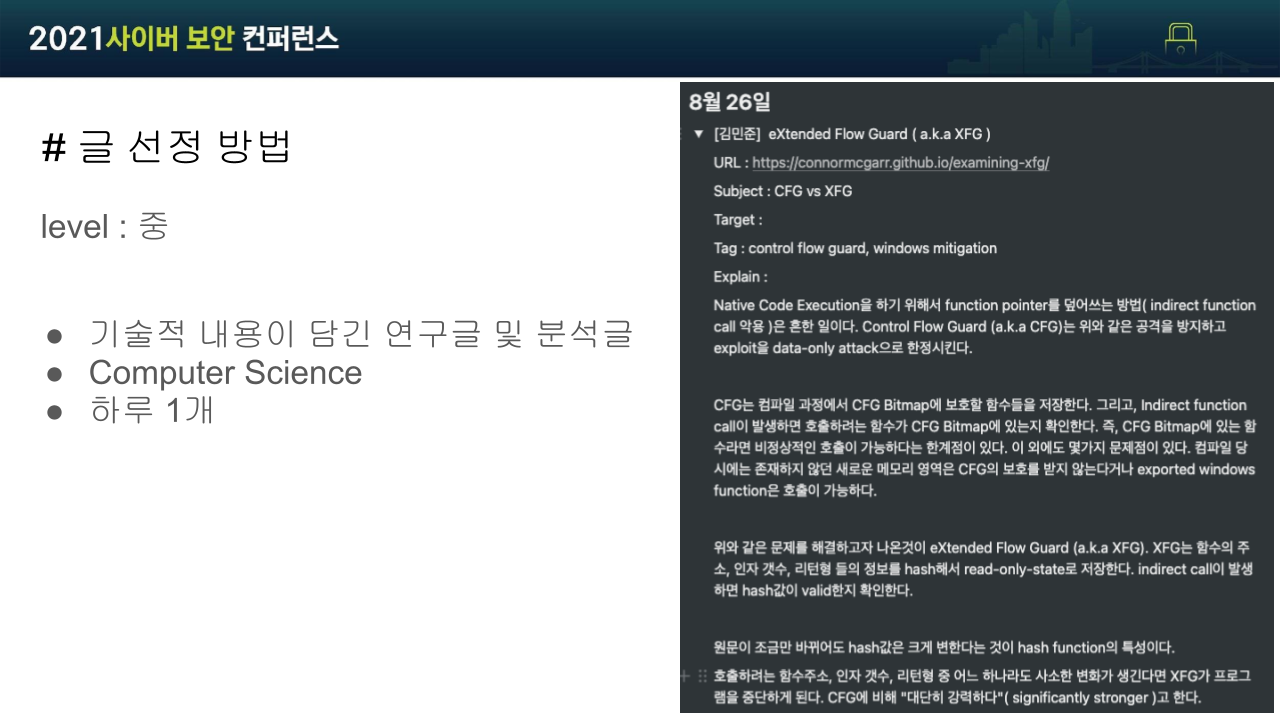 2021사이버 보안 컨퍼런스
# 글 선정 방법
level : 중
● 기술적 내용이 담긴 연구글 및 분석글
● Computer Science
● 하루 1개
8월 26일
▼ [김민준] eXtended Flow Guard ( a.k.a XFG )
URL : https://connormcgarr.github.io/examining-xfg/
Subject : CFG vs XFG
Target :
Tag : control flow guard, windows mitigation
Explain :
Native Code Execution을 하기 위해서 function pointer를 덮어쓰는 방법( indirect function
call 악용 )은 흔한 일이다. Control Flow Guard (a.k.a CFG)는 위와 같은 공격을 방지하고
exploit을 data-only attack으로 한정시킨다.
CFG는 컴파일 과정에서 CFG Bitmap에 보호할 함수들을 저장한다. 그리고, Indirect function
call이 발생하면 호출하려는 함수가 CFG Bitmap에 있는지 확인한다. 즉, CFG Bitmap에 있는 함
수라면 비정상적인 호출이 가능하다는 한계점이 있다. 이 외에도 몇가지 문제점이 있다. 컴파일 당
시에는 존재하지 않던 새로운 메모리 영역은 CFG의 보호를 받지 않는다거나 exported windows
function은 호출이 가능하다.
위와 같은 문제를 해결하고자 나온것이 eXtended Flow Guard (a.k.a XFG). XFG는 함수의 주
소, 인자 갯수, 리턴형 들의 정보를 hash해서 read-only-state로 저장한다. indirect call이 발생
하면 hash값이 valid한지 확인한다.
원문이 조금만 바뀌어도 hash값은 크게 변한다는 것이 hash function의 특성이다.
호출하려는 함수주소, 인자 갯수, 리턴형 중 어느 하나라도 사소한 변화가 생긴다면 XFG가 프로그
램을 중단하게 된다. CFG에 비해 "대단히 강력하다"( significantly stronger )고 한다.